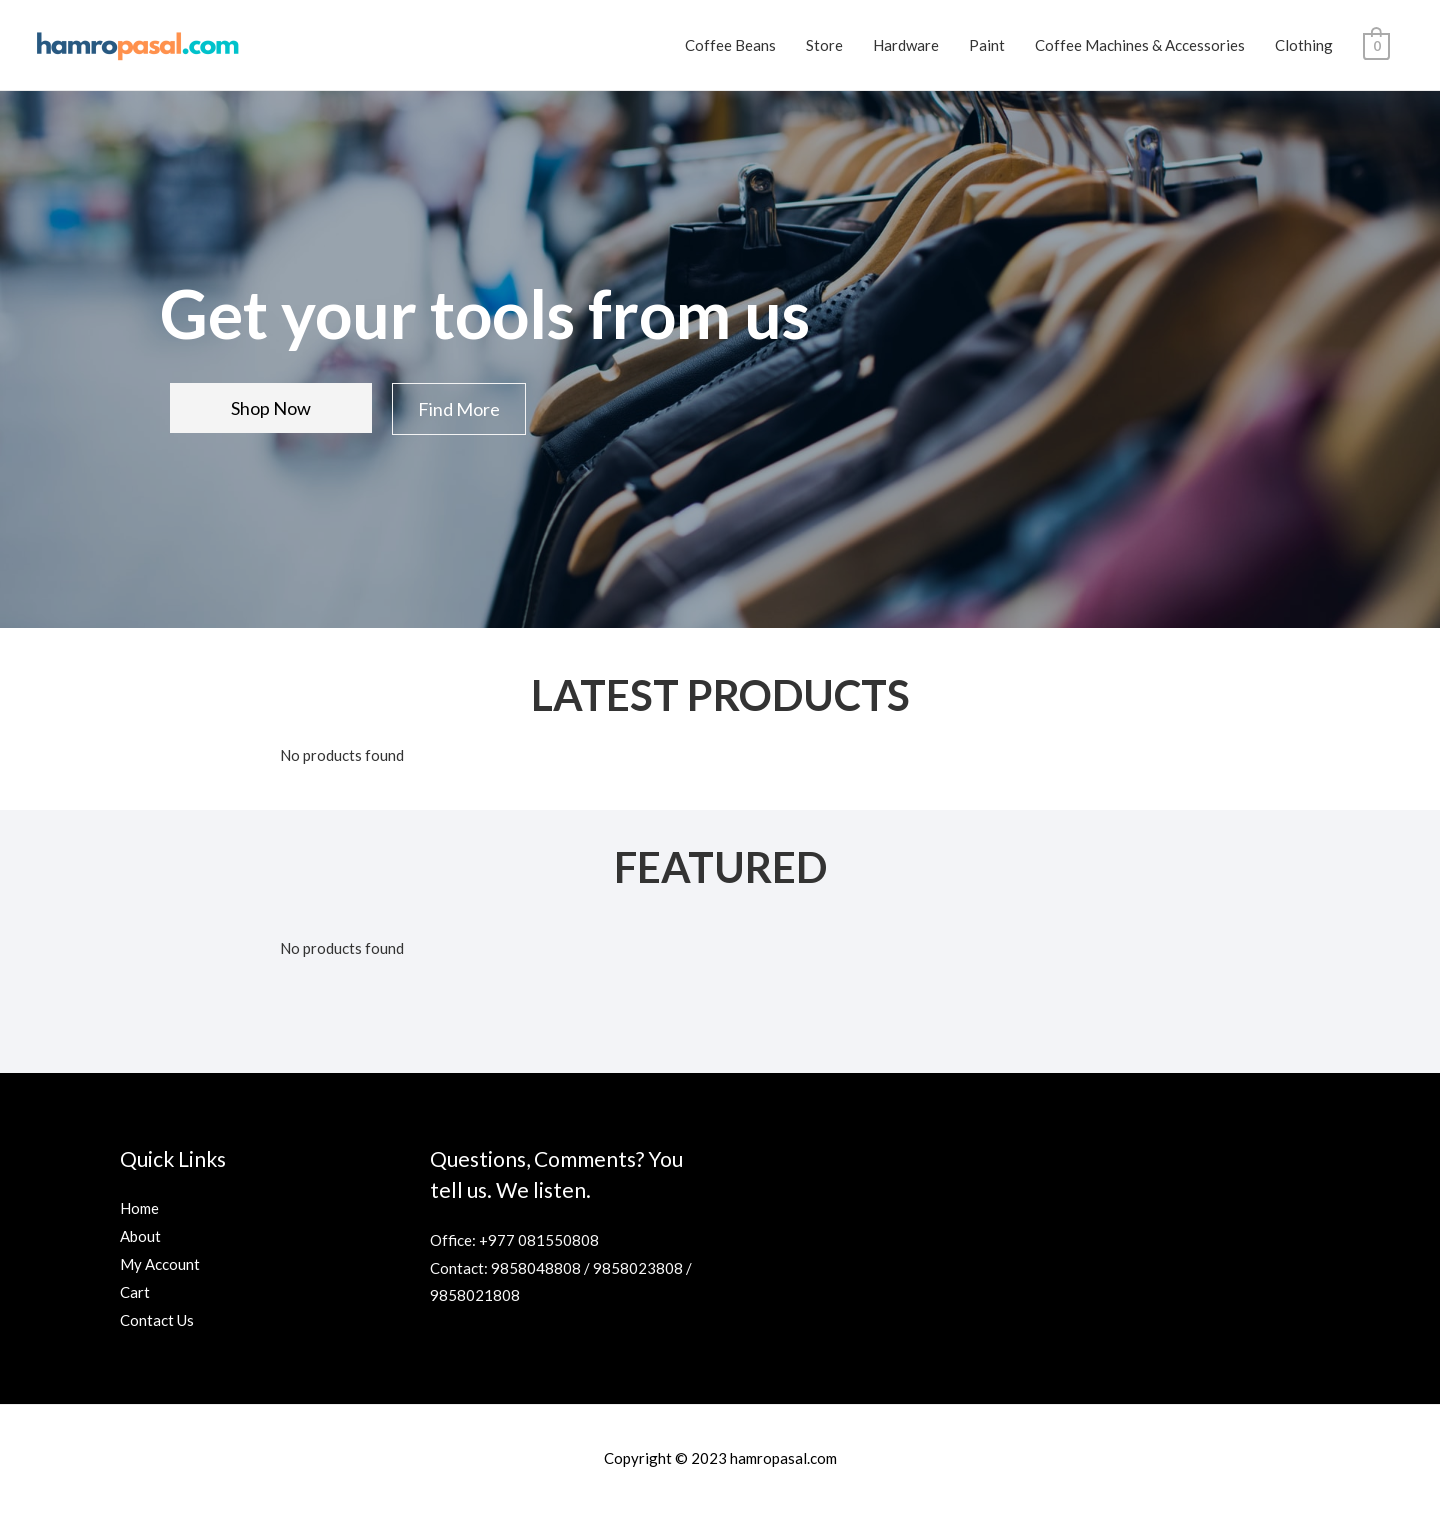 hamropasal.com
Coffee Beans
Store
Hardware
Paint
Coffee Machines & Accessories
Clothing
0
Get your tools from us
Shop Now
Find More
LATEST PRODUCTS
No products found
FEATURED
No products found
Quick Links
Home
About
My Account
Cart
Contact Us
Questions, Comments? You
tell us. We listen.
Office: +977 081550808
Contact: 9858048808 / 9858023808 /
9858021808
Copyright © 2023 hamropasal.com